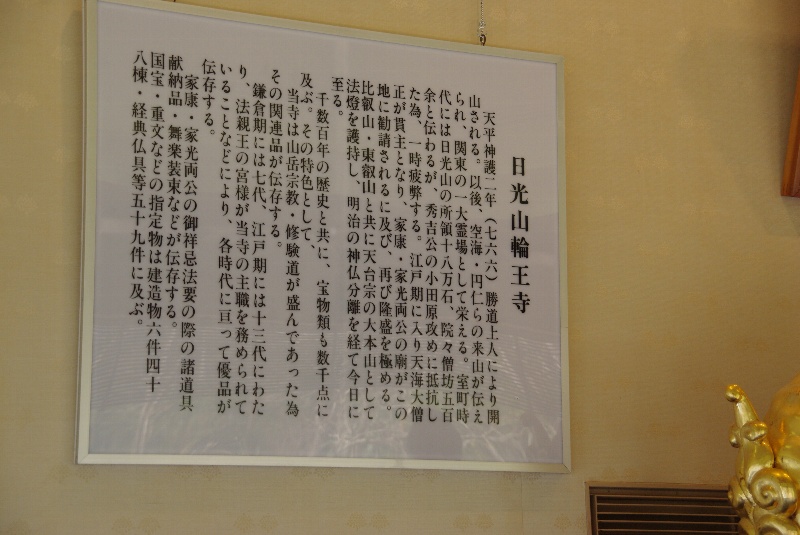 日光山輪王寺
天平神護二年（七六六）勝道上人により開
山される。以後、空海・円仁らの来山が伝え
られ、関東の一大霊場として栄える。室町時
代には日光山の所領十八万石、院々僧坊五百
余と伝わるが、秀吉公の小田原攻めに抵抗し
た為、一時疲弊する。江戸期に入り天海大僧
正が貫主となり、家康・家光両公の廟がこの
地に勧請されるに及び、再び隆盛を極める。
比叡山・東叡山と共に天台宗の大本山として
法燈を護持し、明治の神仏分離を経て今日に
至る。
千数百年の歴史と共に、宝物類も数千点に
及ぶ。その特色として、
当寺は山岳宗教・修験道が盛んであった為
その関連品が伝存する。
鎌倉期には七代、江戸期には十三代にわた
り、法親王の宮様が当寺の主職を務められて
いることなどにより、各時代に亘って優品が
伝存する。
家康・家光両公の御祥忌法要の際の諸道具
献納品・舞楽装束などが伝存する。
国宝・重文などの指定物は建造物六件四十
八棟・経典仏具等五十九件に及ぶ。